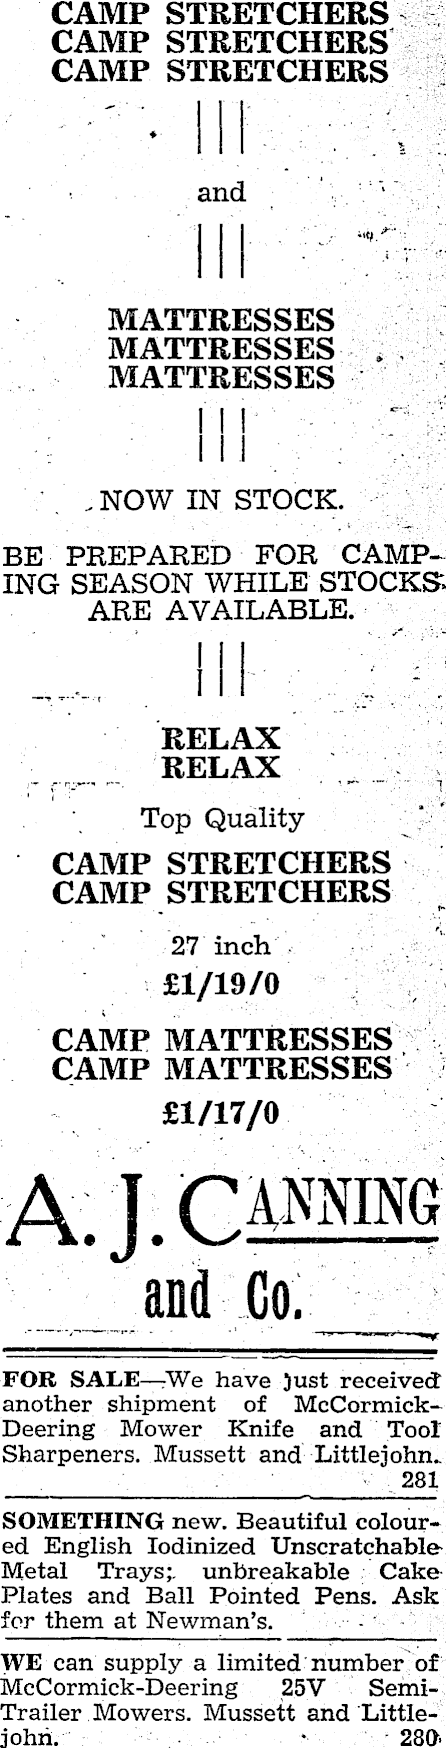 CAMP STRETCHERS
CAMP STRETCHERS
CAMP STRETCHERS
and
MATTRESSES
MATTRESSES
MATTRESSES
NOW IN STOCK.
BE PREPARED FOR CAMP-
ING SEASON WHILE STOCKS
ARE AVAILABLE.
RELAX
RELAX
Top Quality
CAMP STRETCHERS
CAMP STRETCHERS
27 inch
£1/19/0
CAMP MATTRESSES
CAMP MATTRESSES
£1/17/0
A. J. CANNING
and Co.
FOR SALE—We have just received
another shipment of McCormick-
Deering Mower Knife and Tool
Sharpeners. Mussett and Littlejohn.
281
SOMETHING new. Beautiful colour-
ed English Iodinized Unscratchable
Metal Trays; unbreakable Cake
Plates and Ball Pointed Pens. Ask
for them at Newman's.
WE can supply a limited number of
McCormick-Deering 25V Semi-
Trailer Mowers. Mussett and Little-
john. 280